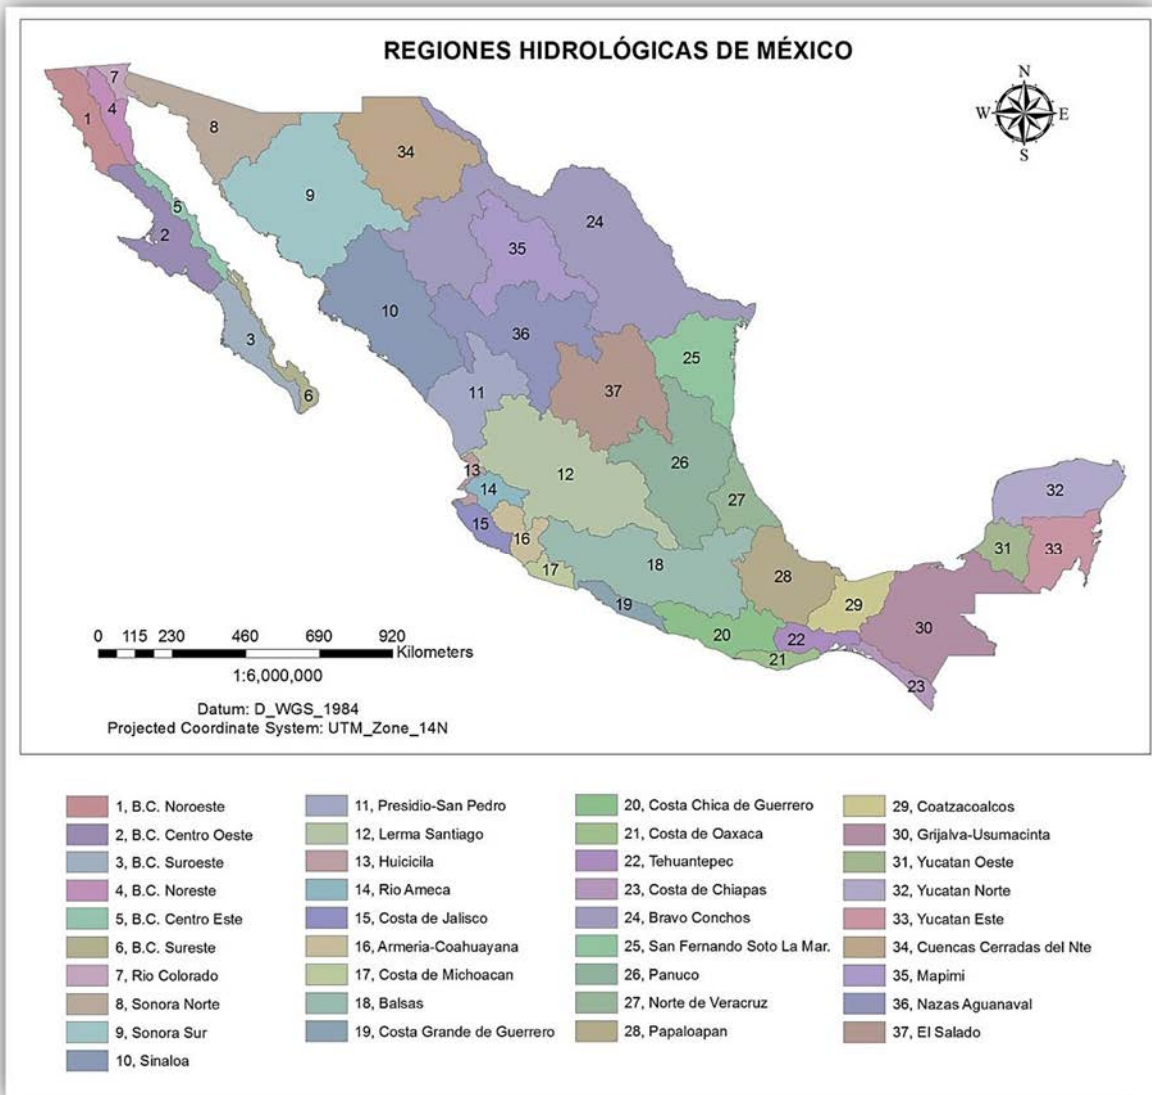 REGIONES HIDROLÓGICAS DE MÉXICO
N
W E
S
7
1
4
8
34
9
5
2
24
35
10
36
3
25
6
11
37
26
13
12
14
27
32
15
16
31
33
17
18
28
19
29
20
22
30
21
23
0 115 230 460 690 920
Kilometers
1:6,000,000
Datum: D_WGS_1984
Projected Coordinate System: UTM_Zone_14N
1, B.C. Noroeste
2, B.C. Centro Oeste
3, B.C. Suroeste
4, B.C. Noreste
5, B.C. Centro Este
6, B.C. Sureste
7, Rio Colorado
8, Sonora Norte
9, Sonora Sur
10, Sinaloa
11, Presidio-San Pedro
12, Lerma Santiago
13, Huicicila
14, Rio Ameca
15, Costa de Jalisco
16, Armeria-Coahuayana
17, Costa de Michoacan
18, Balsas
19, Costa Grande de Guerrero
20, Costa Chica de Guerrero
21, Costa de Oaxaca
22, Tehuantepec
23, Costa de Chiapas
24, Bravo Conchos
25, San Fernando Soto La Mar.
26, Panuco
27, Norte de Veracruz
28, Papaloapan
29, Coatzacoalcos
30, Grijalva-Usumacinta
31, Yucatan Oeste
32, Yucatan Norte
33, Yucatan Este
34, Cuencas Cerradas del Nte
35, Mapimi
36, Nazas Aguanaval
37, El Salado